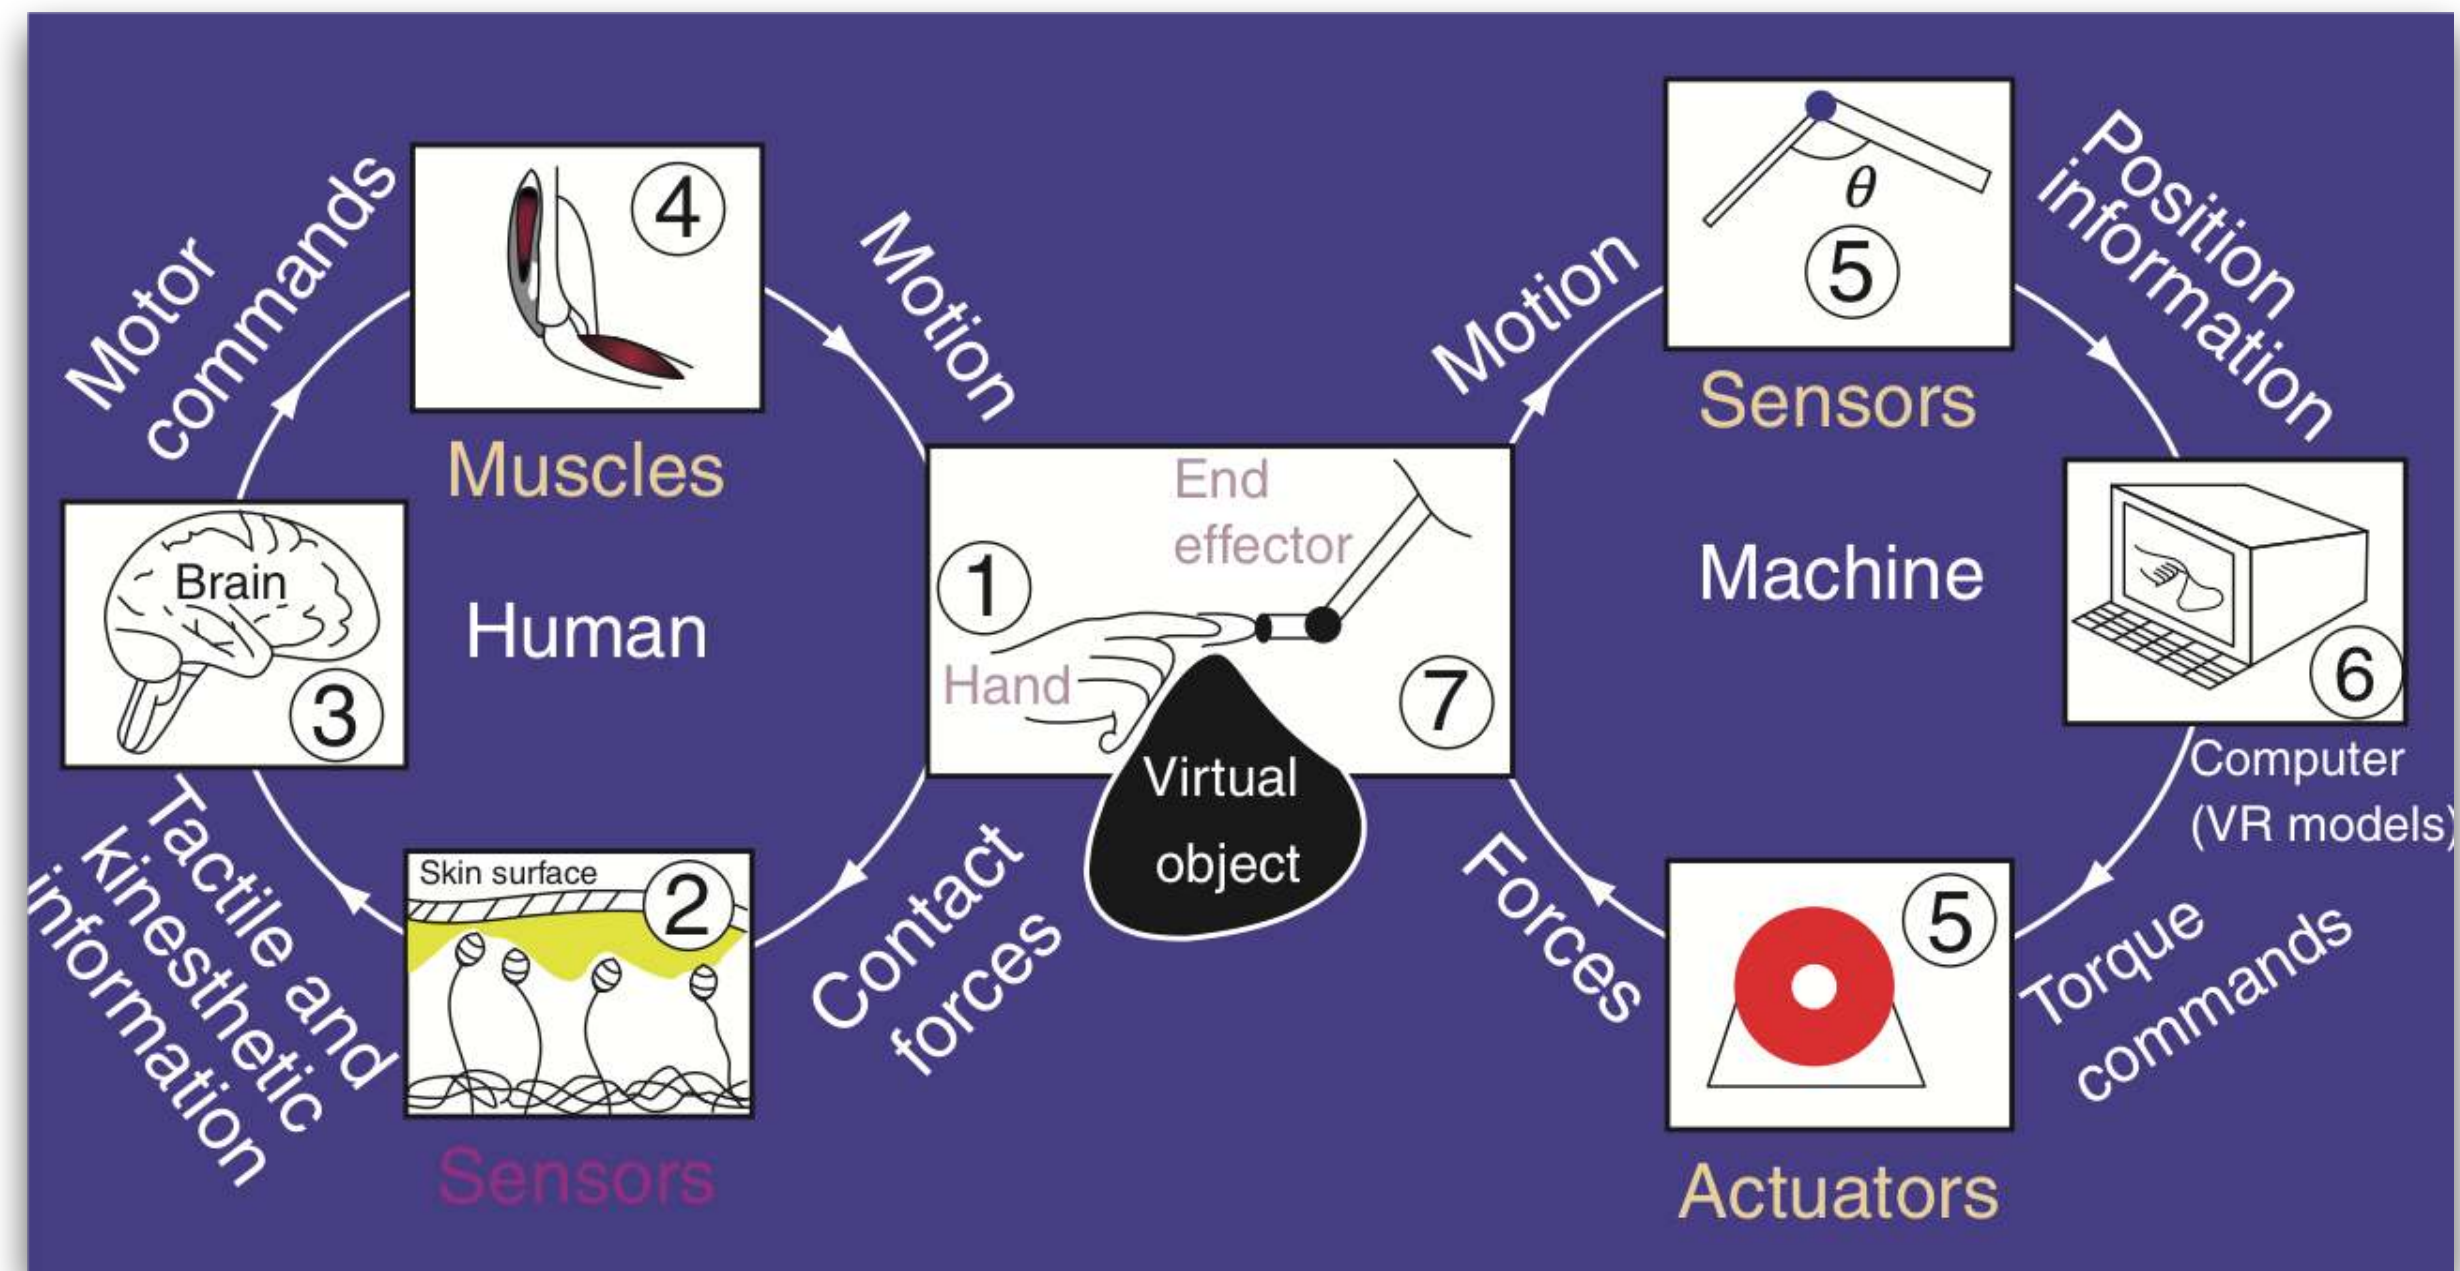 Motor
commands
4
Muscles
Motion
Brain
3
Human
Tactile and
kinesthetic
information
Skin surface
2
Sensors
Contact
forces
End
effector
1
Hand
7
Virtual
object
Motion
θ
5
Sensors
Position
information
Machine
6
Computer
(VR models)
Forces
5
Actuators
Torque
commands